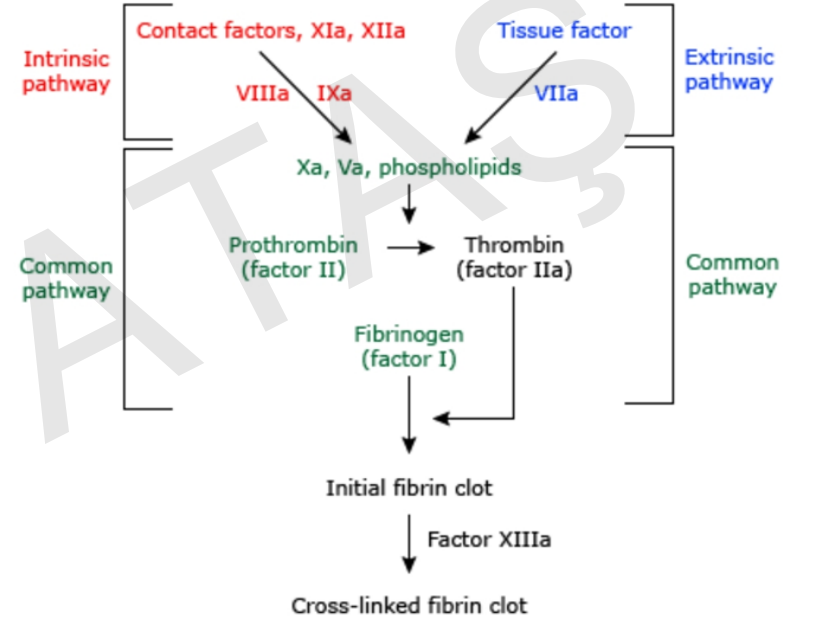 Contact factors, XIa, XIIa
Tissue factor
Intrinsic
pathway
Extrinsic
pathway
VIIIa
IXa
VIIa
Xa, Va, phospholipids
Prothrombin
(factor II)
Thrombin
(factor IIa)
Common
pathway
Common
pathway
Fibrinogen
(factor I)
Initial fibrin clot
Factor XIIIa
Cross-linked fibrin clot
ATAŞ